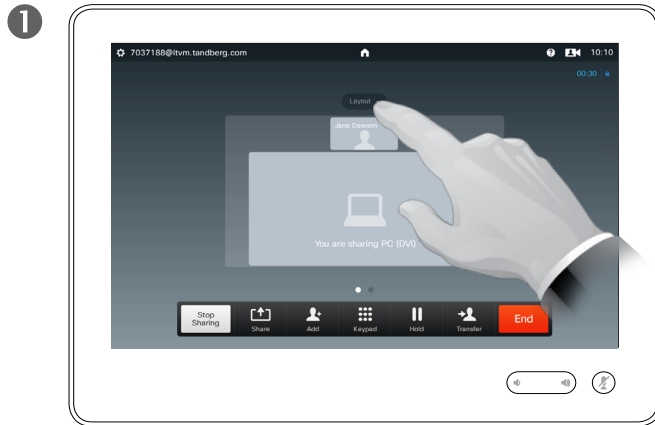 1
7037188@itvm.tandberg.com
? 10:10
00:30
Layout
Jane Dawson
You are sharing PC (DVI)
Stop
Sharing
Share
Add
Keypad
Hold
Transfer
End